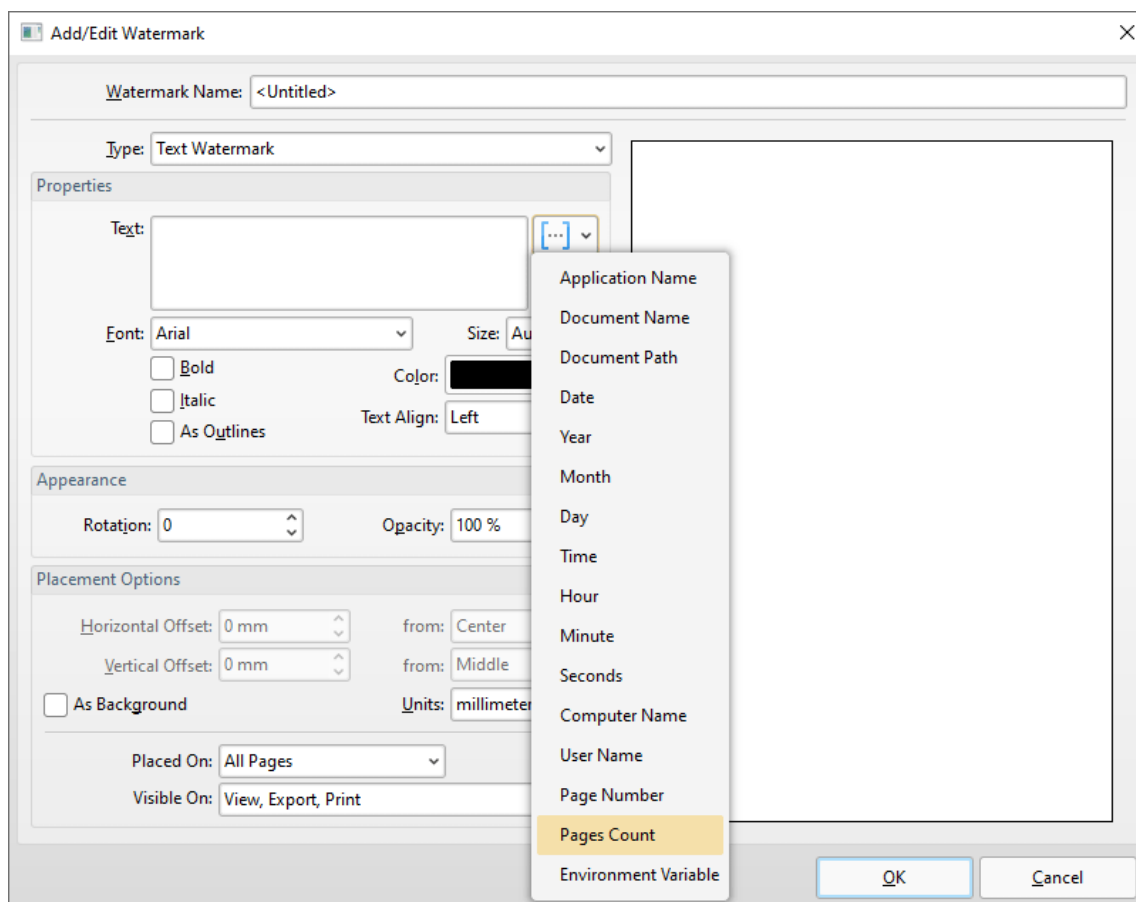 Add/Edit Watermark
Watermark Name: <Untitled>
Type: Text Watermark
Properties
Text:
Font: Arial
Size: Au
Bold
Color:
Italic
Text Align: Left
As Outlines
Appearance
Rotation: 0
Opacity: 100 %
Placement Options
Horizontal Offset: 0 mm
from: Center
Vertical Offset: 0 mm
from: Middle
As Background
Units: millimeter
Placed On: All Pages
Visible On: View, Export, Print
Application Name
Document Name
Document Path
Date
Year
Month
Day
Time
Hour
Minute
Seconds
Computer Name
User Name
Page Number
Pages Count
Environment Variable
OK
Cancel